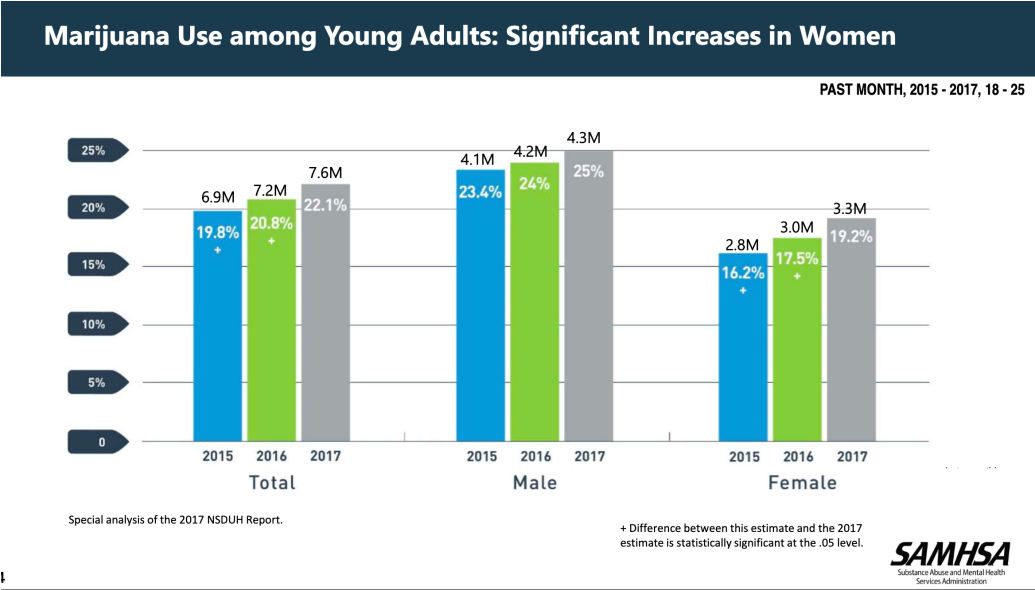 Marijuana Use among Young Adults: Significant Increases in Women
PAST MONTH, 2015 - 2017, 18 - 25
25%
20%
15%
10%
5%
0
6.9M
7.2M
7.6M
19.8%
+
20.8%
+
22.1%
4.1M
4.2M
4.3M
23.4%
24%
25%
2.8M
3.0M
3.3M
16.2%
+
17.5%
+
19.2%
2015 2016 2017
2015 2016 2017
2015 2016 2017
Total
Male
Female
Special analysis of the 2017 NSDUH Report.
+ Difference between this estimate and the 2017
estimate is statistically significant at the .05 level.
SAMHSA
Substance Abuse and Mental Health
Services Administration